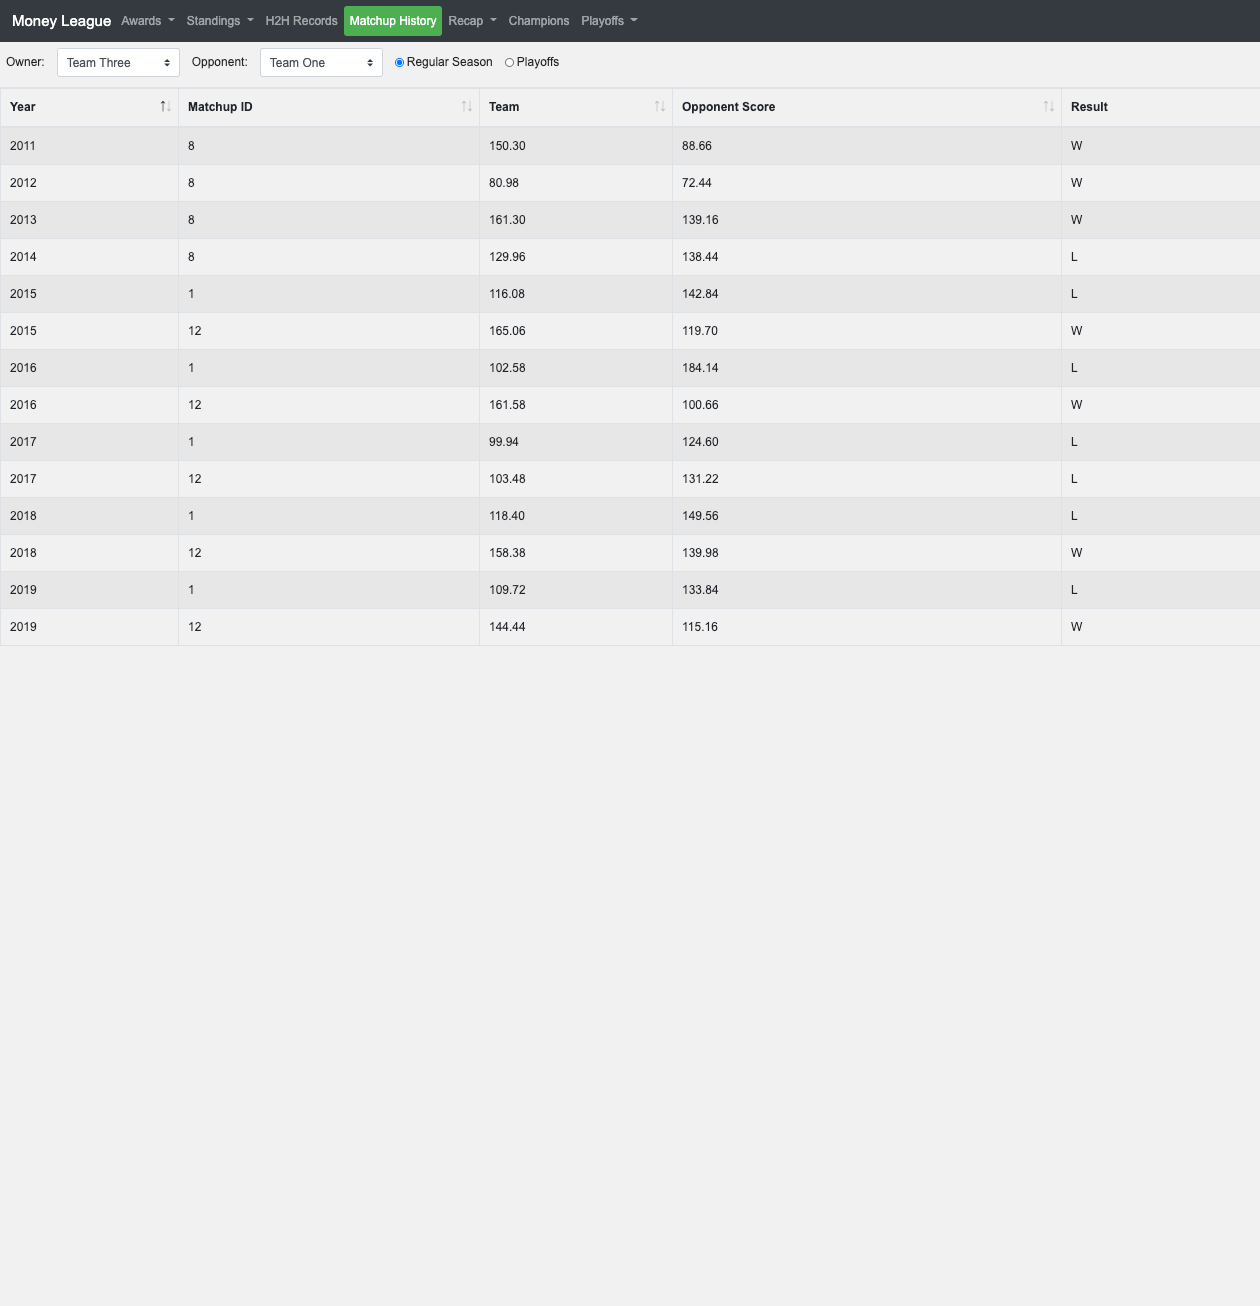 Money League Awards Standings H2H Records Matchup History Recap Champions Playoffs
Owner: Team Three Opponent: Team One Regular Season Playoffs
Year Matchup ID Team Opponent Score Result
2011 8 150.30 88.66 W
2012 8 80.98 72.44 W
2013 8 161.30 139.16 W
2014 8 129.96 138.44 L
2015 1 116.08 142.84 L
2015 12 165.06 119.70 W
2016 1 102.58 184.14 L
2016 12 161.58 100.66 W
2017 1 99.94 124.60 L
2017 12 103.48 131.22 L
2018 1 118.40 149.56 L
2018 12 158.38 139.98 W
2019 1 109.72 133.84 L
2019 12 144.44 115.16 W